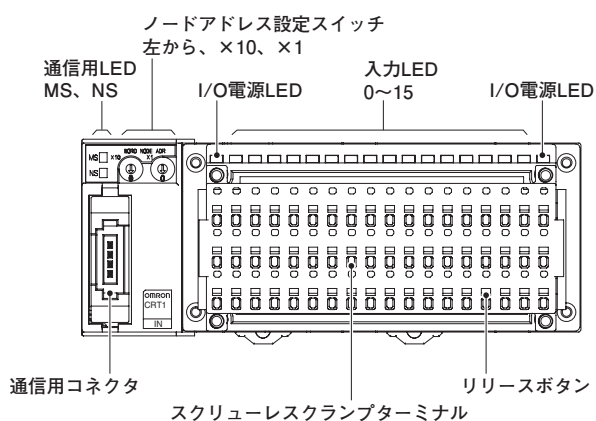 ノードアドレス設定スイッチ
左から、×10、×1
通信用LED
MS、NS
I/O電源LED
入力LED
0〜15
I/O電源LED
WORD NODE ADR
MS
×10
×1
NS
OMRON
CRT1
IN
通信用コネクタ
リリースボタン
スクリューレスクランプターミナル